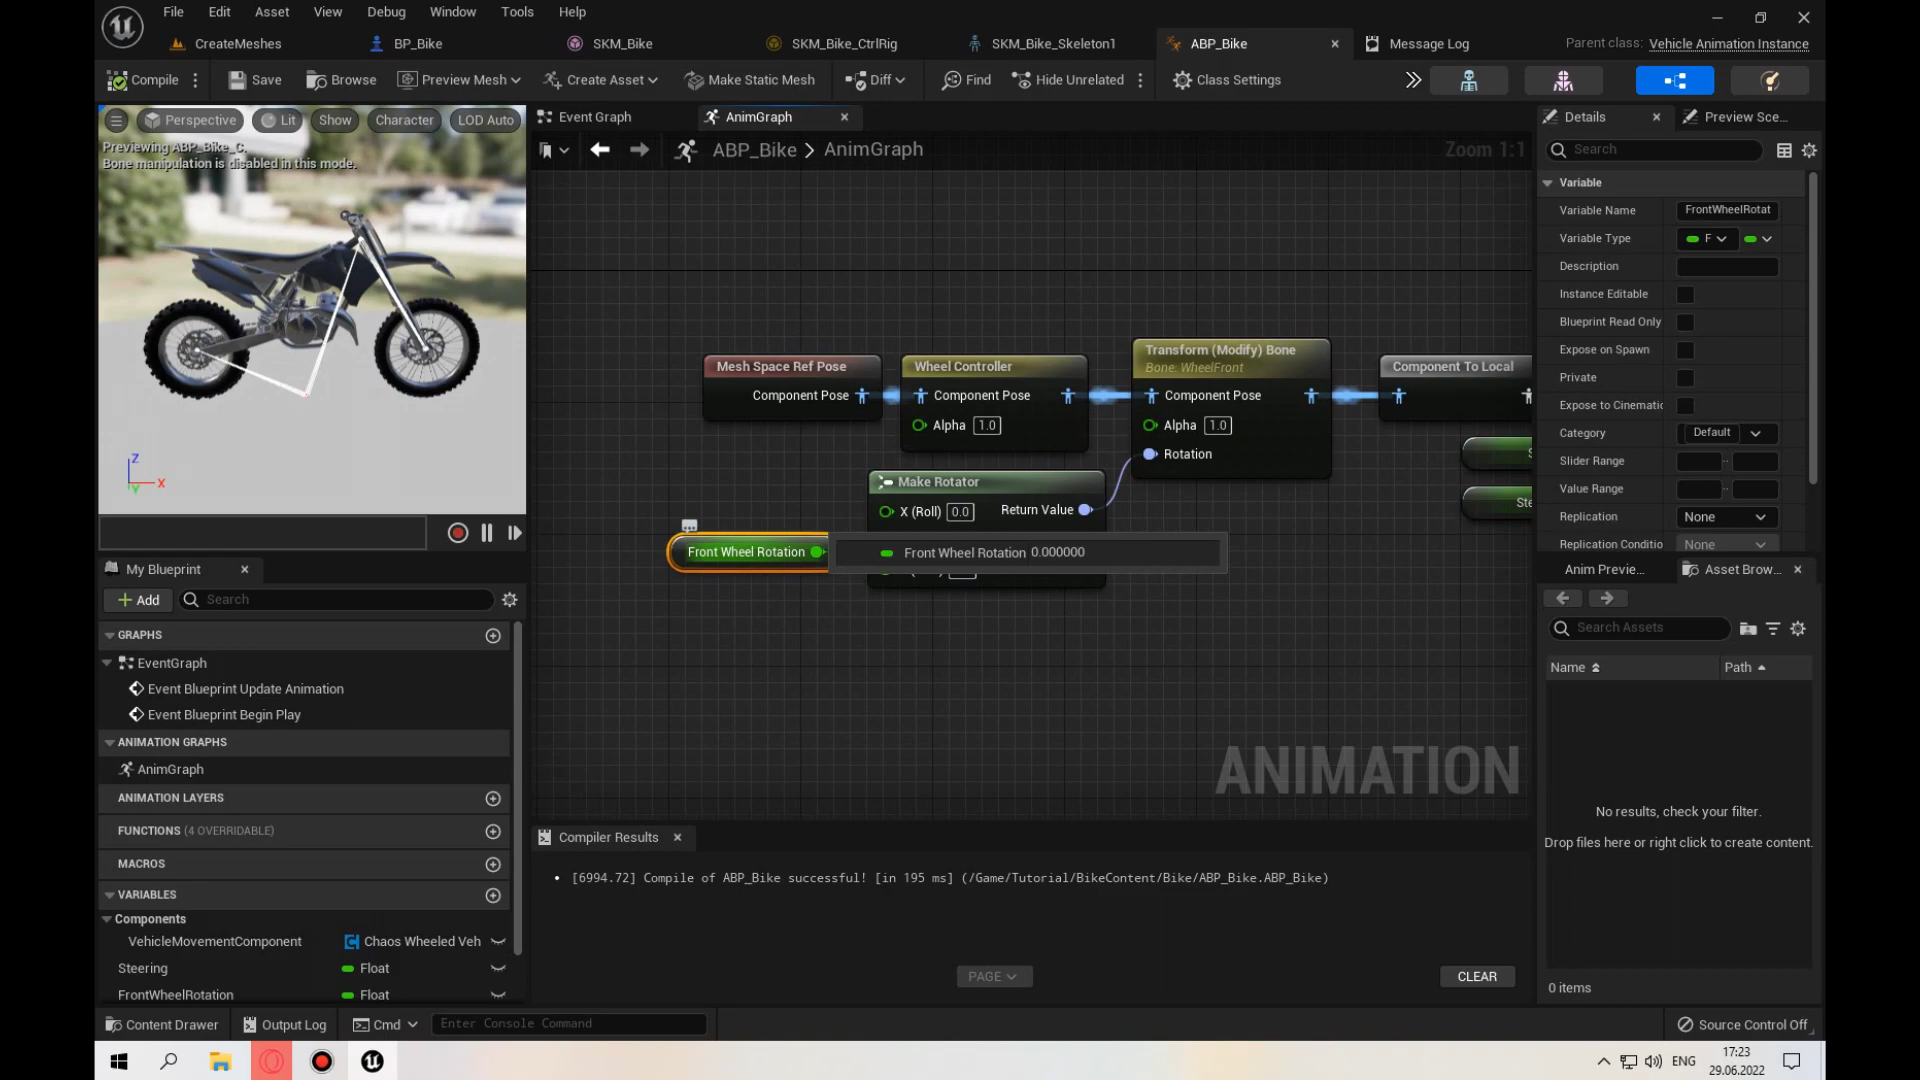 File Edit Asset View Debug Window Tools Help
CreateMeshes BP_Bike SKM_Bike SKM_Bike_CtrlRig SKM_Bike_Skeleton1 ABP_Bike Message Log Parent class: Vehicle Animation Instance
Compile Save Browse Preview Mesh Create Asset Make Static Mesh Diff Find Hide Unrelated Class Settings
Perspective Lit Show Character LOD Auto
Previewing ABP_Bike_C.
Bone manipulation is disabled in this mode.
Z
X
Y
My Blueprint
Add Search
GRAPHS
EventGraph
Event Blueprint Update Animation
Event Blueprint Begin Play
ANIMATION GRAPHS
AnimGraph
ANIMATION LAYERS
FUNCTIONS (4 OVERRIDABLE)
MACROS
VARIABLES
Components
VehicleMovementComponent Chaos Wheeled Veh
Steering Float
FrontWheelRotation Float
Event Graph AnimGraph
ABP_Bike > AnimGraph Zoom 1:1
Mesh Space Ref Pose
Component Pose
Wheel Controller
Component Pose
Alpha 1.0
Transform (Modify) Bone
Bone: WheelFront
Component Pose
Alpha 1.0
Rotation
Component To Local
S
Ste
Make Rotator
X (Roll) 0.0 Return Value
Front Wheel Rotation
Front Wheel Rotation 0.000000
ANIMATION
Compiler Results
• [6994.72] Compile of ABP_Bike successful! [in 195 ms] (/Game/Tutorial/BikeContent/Bike/ABP_Bike.ABP_Bike)
PAGE CLEAR
Details Preview Sce...
Search
Variable
Variable Name FrontWheelRotat
Variable Type F
Description
Instance Editable
Blueprint Read Only
Expose on Spawn
Private
Expose to Cinematic
Category Default
Slider Range ..
Value Range ..
Replication None
Replication Conditio None
Anim Previe... Asset Brow...
Search Assets
Name Path
No results, check your filter.
Drop files here or right click to create content.
0 items
Content Drawer Output Log Cmd Enter Console Command Source Control Off
ENG 17:23
29.06.2022